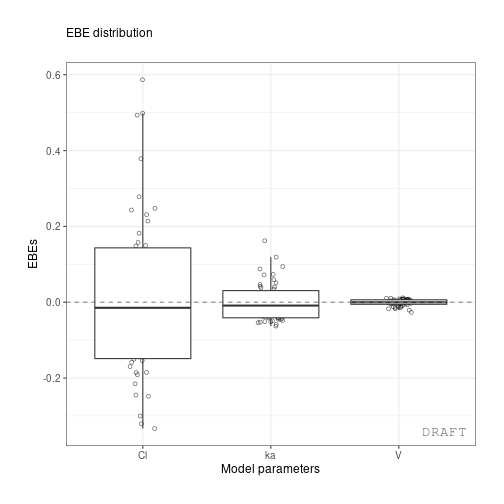 EBE distribution
EBEs
0.6
0.4
0.2
0.0
-0.2
Cl
ka
V
Model parameters
DRAFT